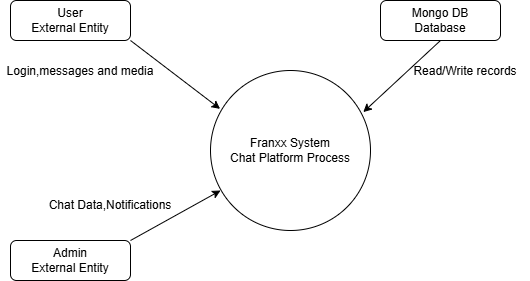 User
External Entity
Mongo DB
Database
Login,messages and media
Read/Write records
Franxx System
Chat Platform Process
Chat Data,Notifications
Admin
External Entity